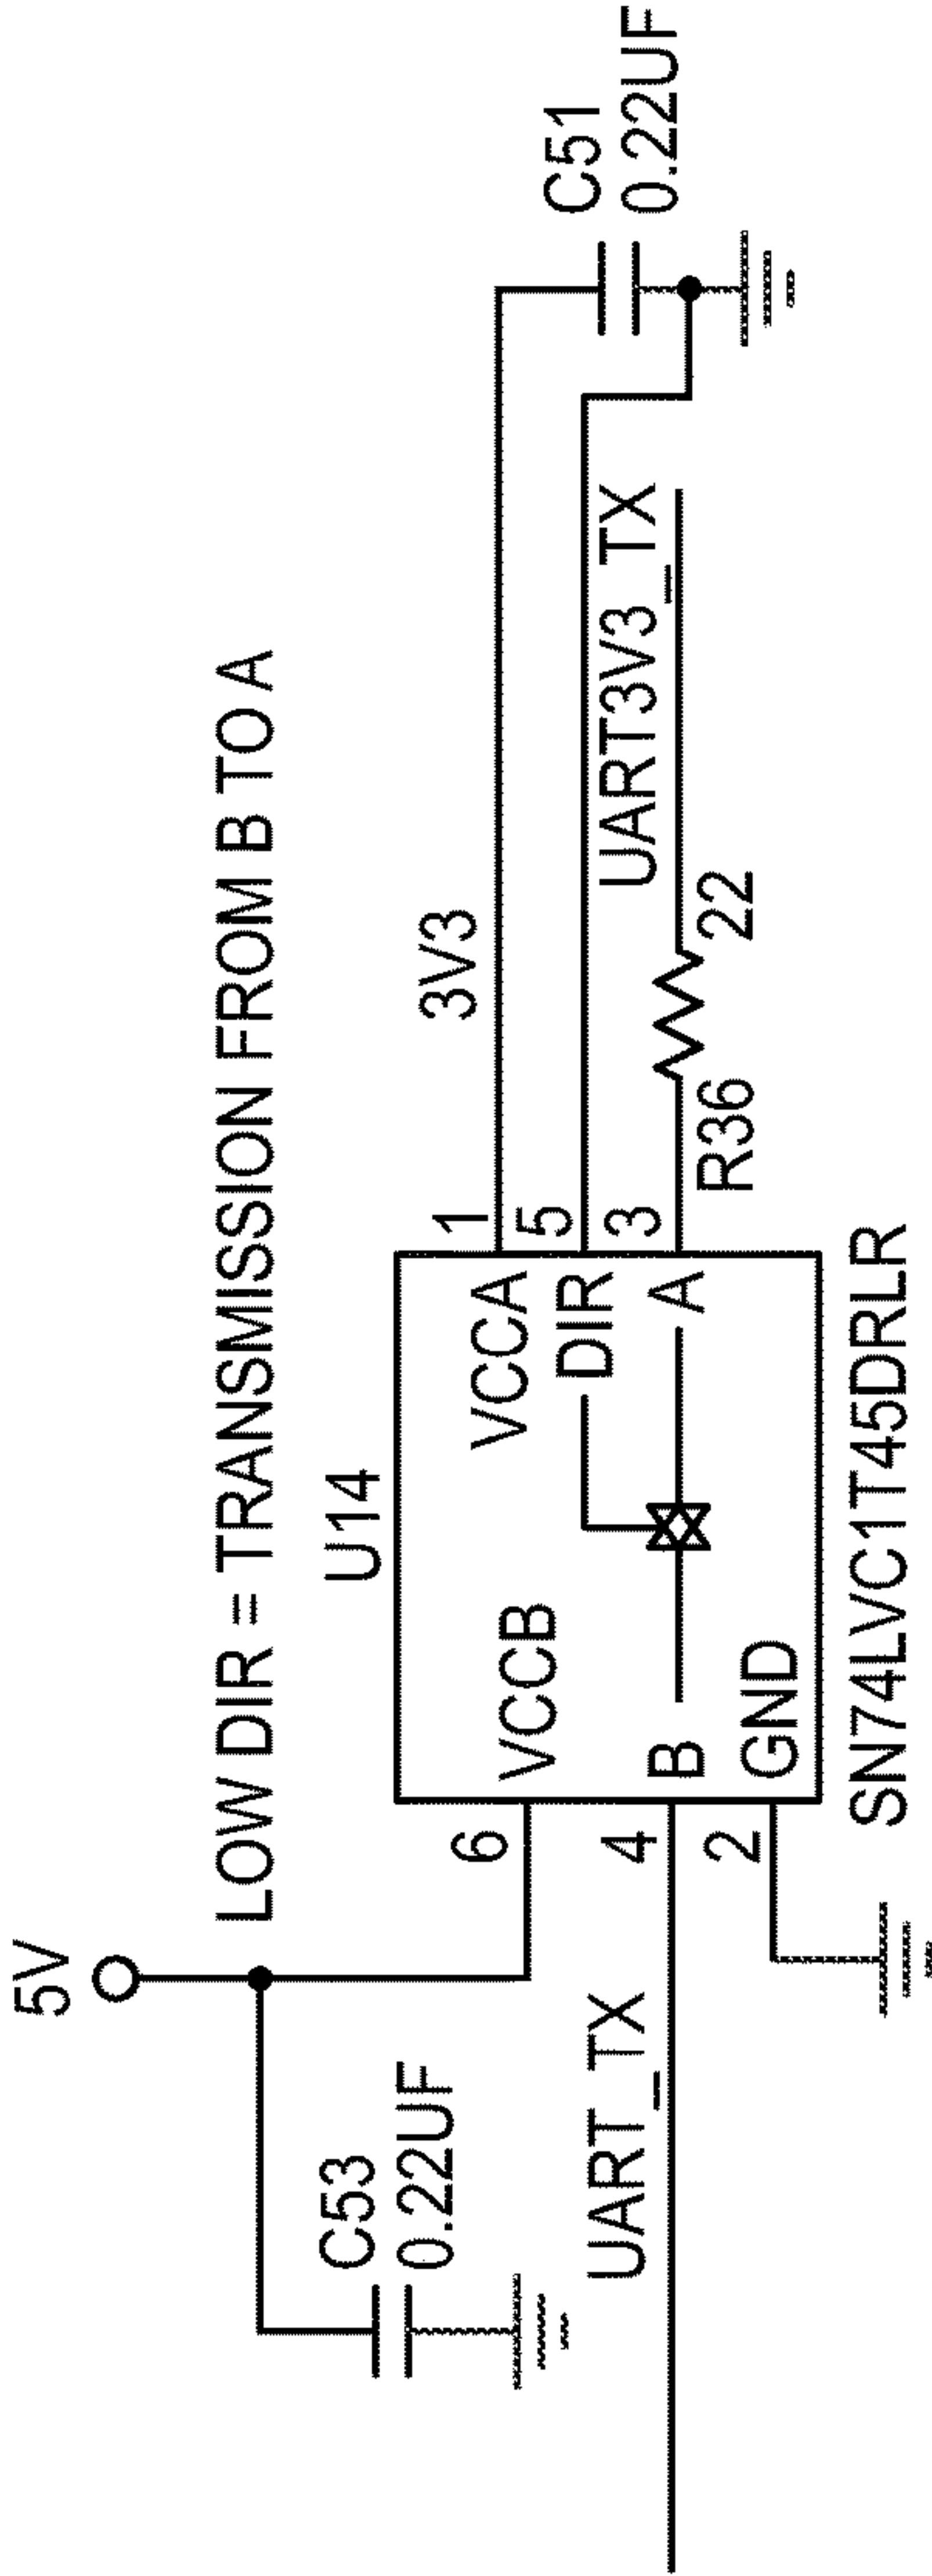 5V
LOW DIR = TRANSMISSION FROM B TO A
C53
0.22UF
U14
3V3
C51
0.22UF
6
VCCB
VCCA
1
DIR
5
UART_TX
4
B
A
3
UART3V3_TX
R36
22
2
GND
SN74LVC1T45DRLR